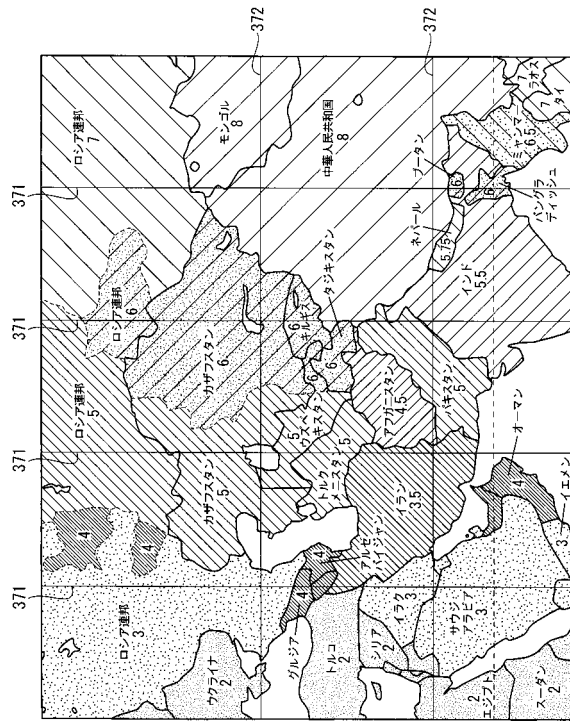 371
371
371
371
372
372
ロシア連邦
3
4
4
ロシア連邦
5
ロシア連邦
6
ロシア連邦
7
ウクライナ
2
カザフスタン
5
カザフスタン
6
モンゴル
8
グルジア
4
4
アルゼ
バイジャン
トルク
メニスタン
5
ウズベ
キスタン
5
6
キルギス
6
タジキスタン
6
中華人民共和国
8
トルコ
2
シリア
2
イラク
3
イラン
3.5
アフガニスタン
4.5
パキスタン
5
ネパール
5.75
ブータン
6
インド
5.5
バングラ
ディッシュ
6
ミャンマー
6.5
ラオス
7
タイ
7
エジプト
2
スーダン
2
サウジ
アラビア
3
オーマン
4
イエメン
3